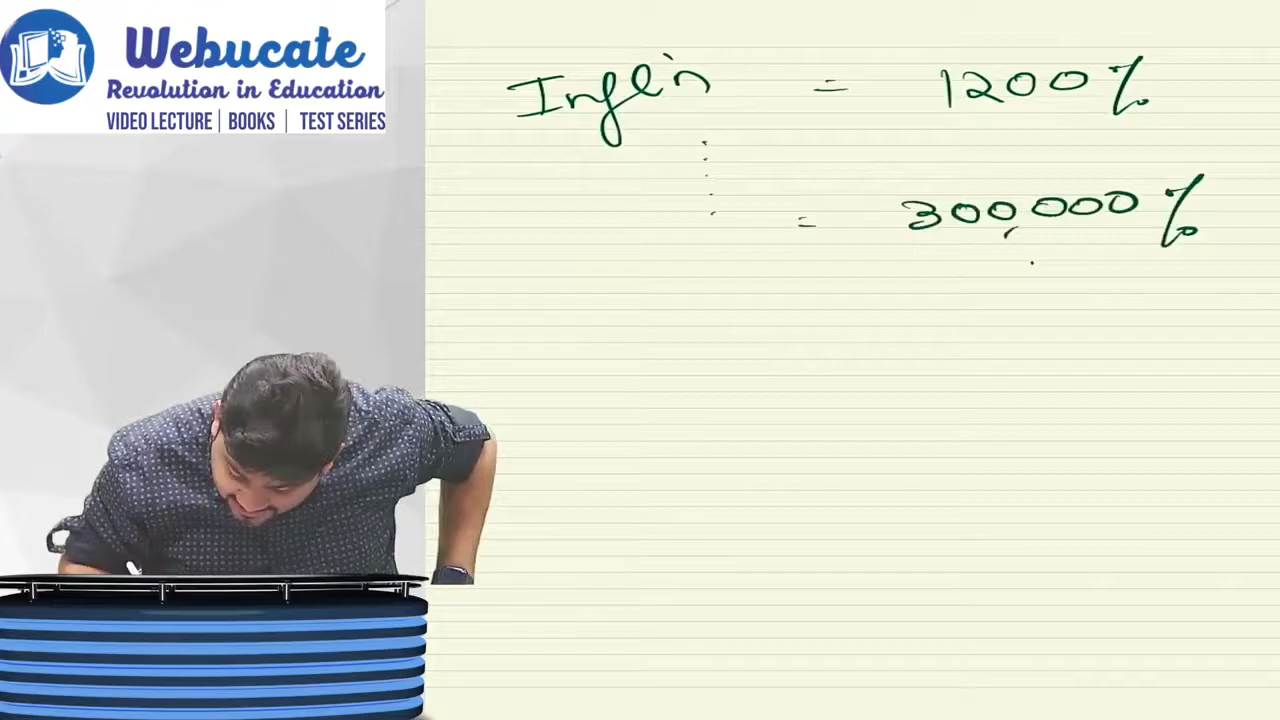 Webucate
Revolution in Education
VIDEO LECTURE | BOOKS | TEST SERIES
Infl'n = 1200%
= 300,000%